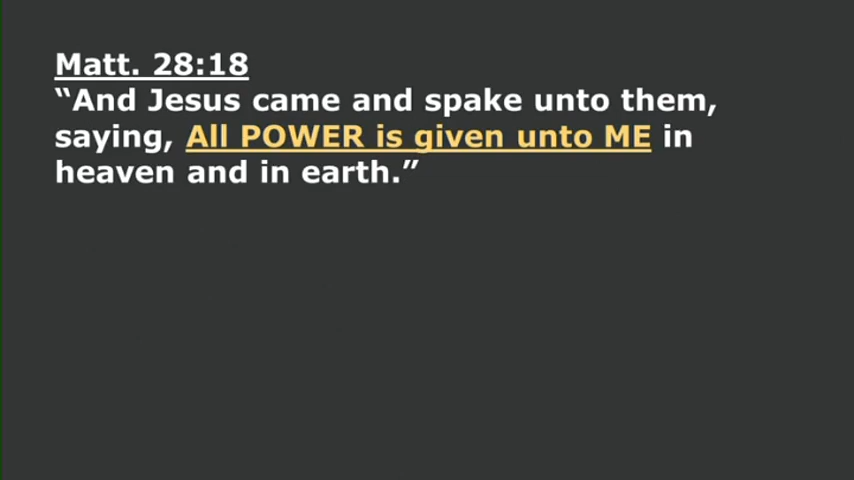 Matt. 28:18
“And Jesus came and spake unto them,
saying, All POWER is given unto ME in
heaven and in earth.”